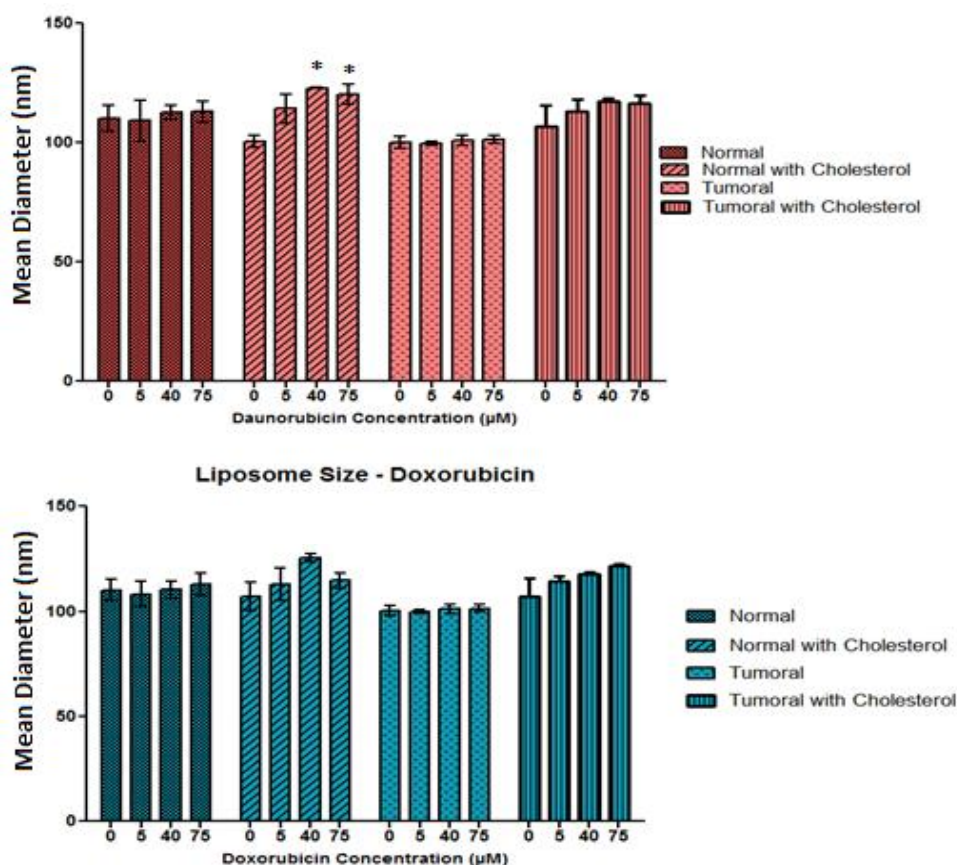 150
* *
100
50
0
Mean Diameter (nm)
0 5 40 75 0 5 40 75 0 5 40 75 0 5 40 75
Daunorubicin Concentration (µM)
Normal
Normal with Cholesterol
Tumoral
Tumoral with Cholesterol
Liposome Size - Doxorubicin
150
100
50
0
Mean Diameter (nm)
0 5 40 75 0 5 40 75 0 5 40 75 0 5 40 75
Doxorubicin Concentration (µM)
Normal
Normal with Cholesterol
Tumoral
Tumoral with Cholesterol